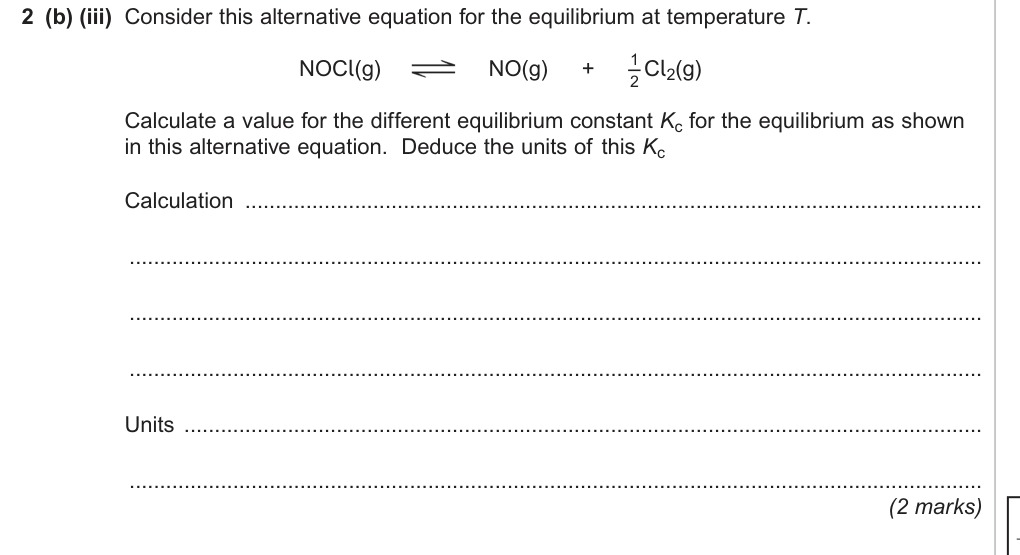 2 (b) (iii) Consider this alternative equation for the equilibrium at temperature T.
NOCl(g) ⇌ NO(g) + 1/2 Cl₂(g)
Calculate a value for the different equilibrium constant Kc for the equilibrium as shown
in this alternative equation. Deduce the units of this Kc
Calculation ..........
Units ..........
(2 marks)